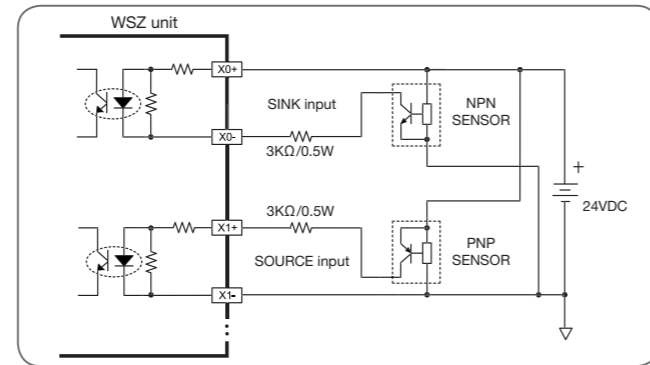 WSZ unit
X0+
SINK input
NPN
SENSOR
X0-
3KΩ/0.5W
+
24VDC
3KΩ/0.5W
X1+
SOURCE input
PNP
SENSOR
X1-